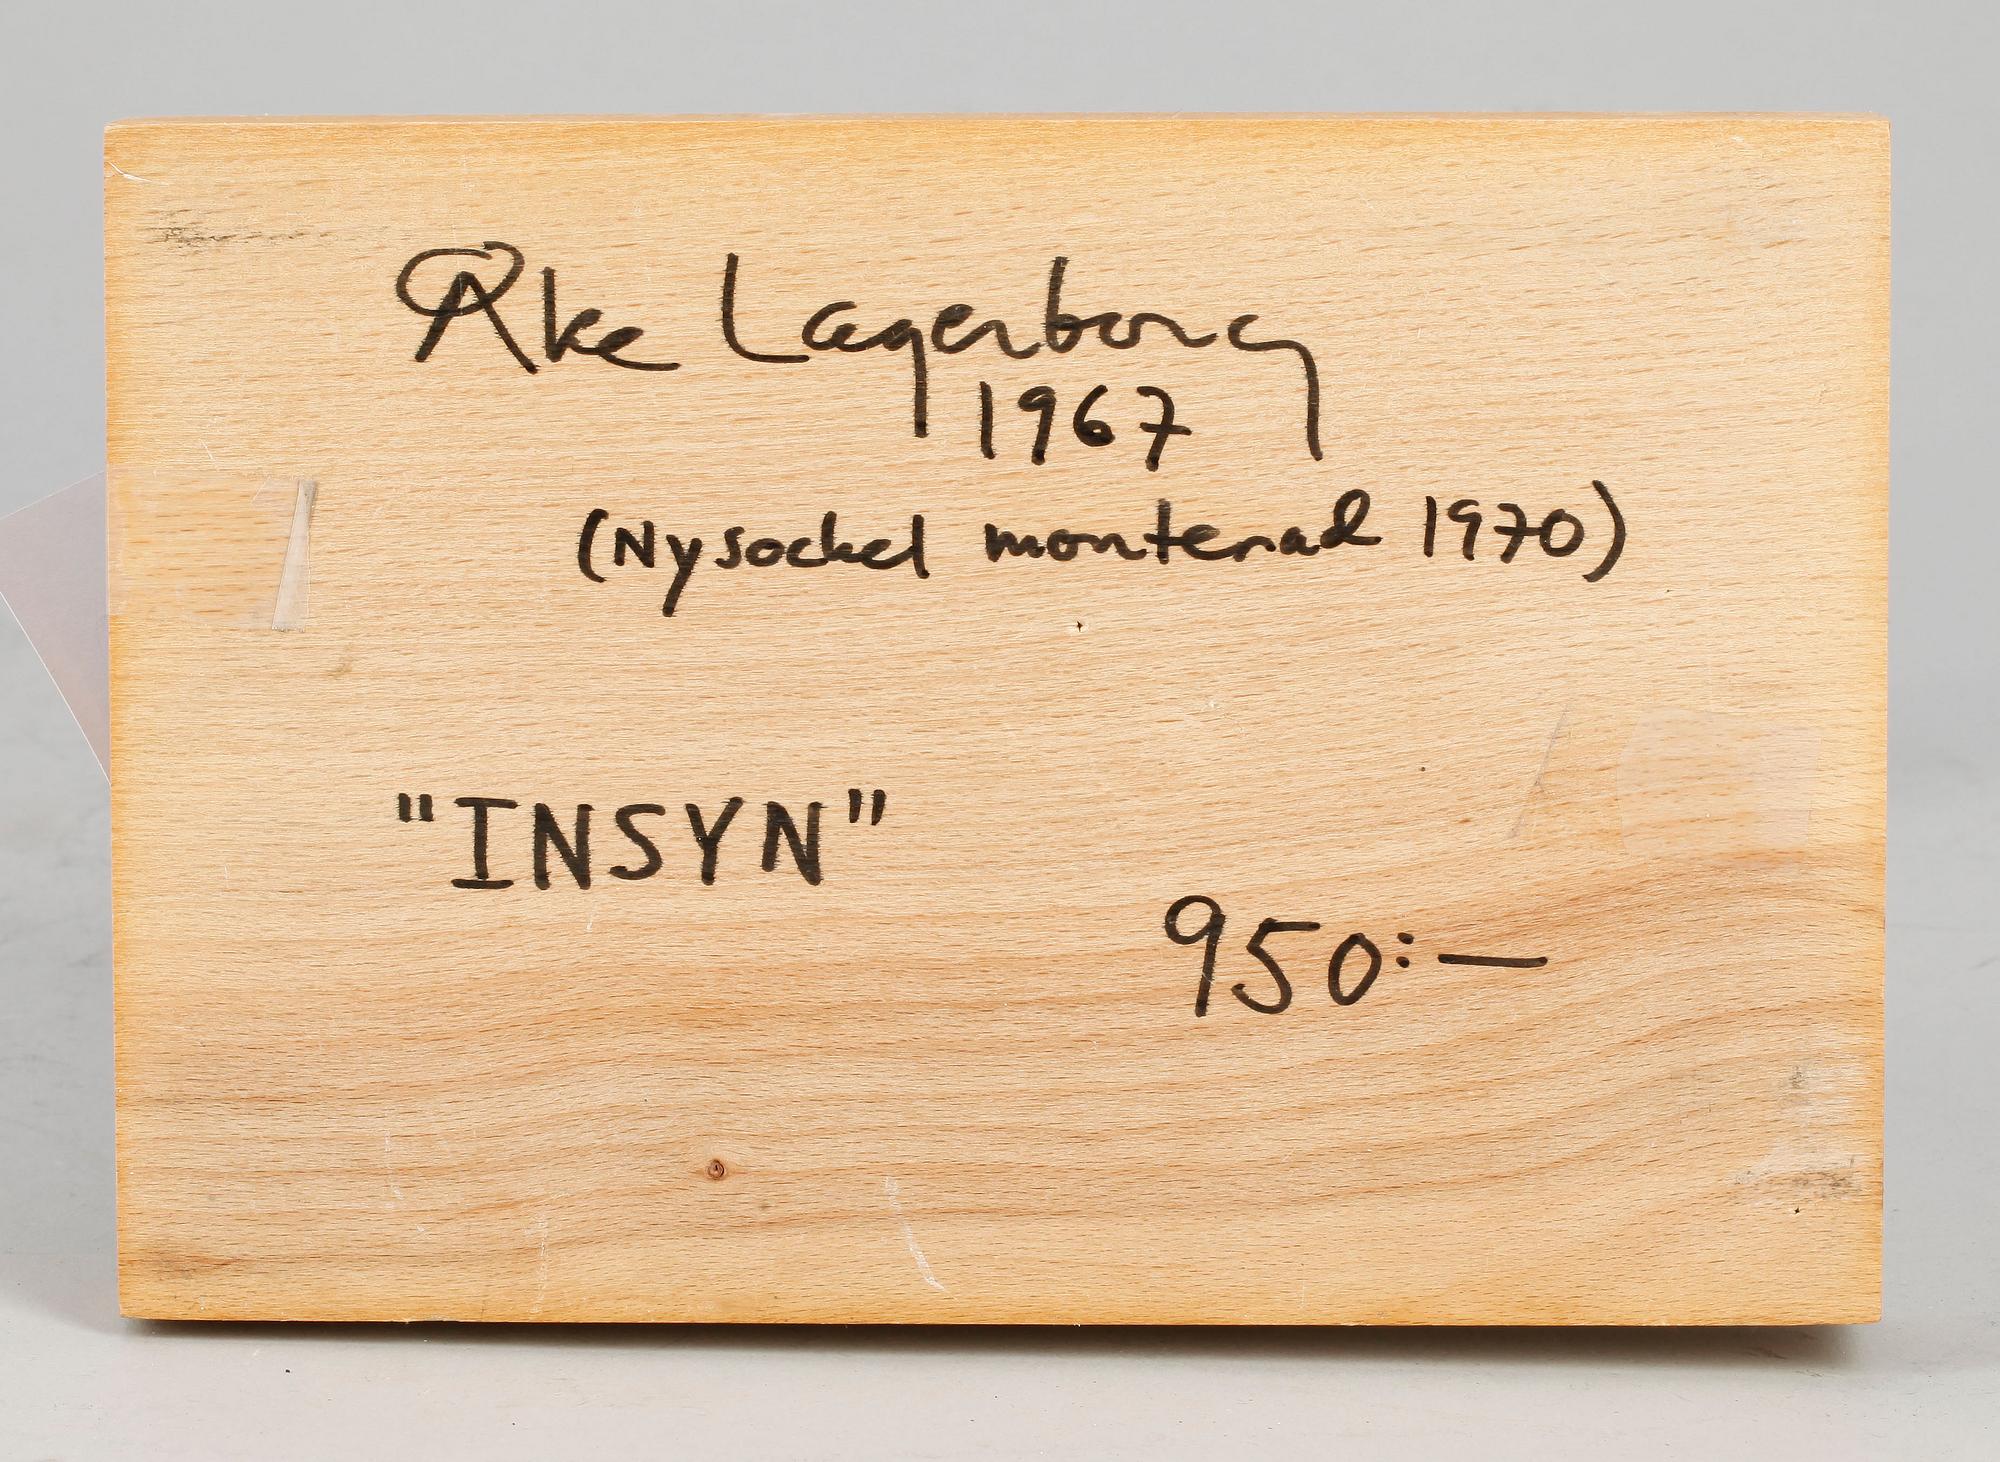 Åke Lagerborg
1967
(Ny sockel monterad 1970)
"INSYN"
950:—